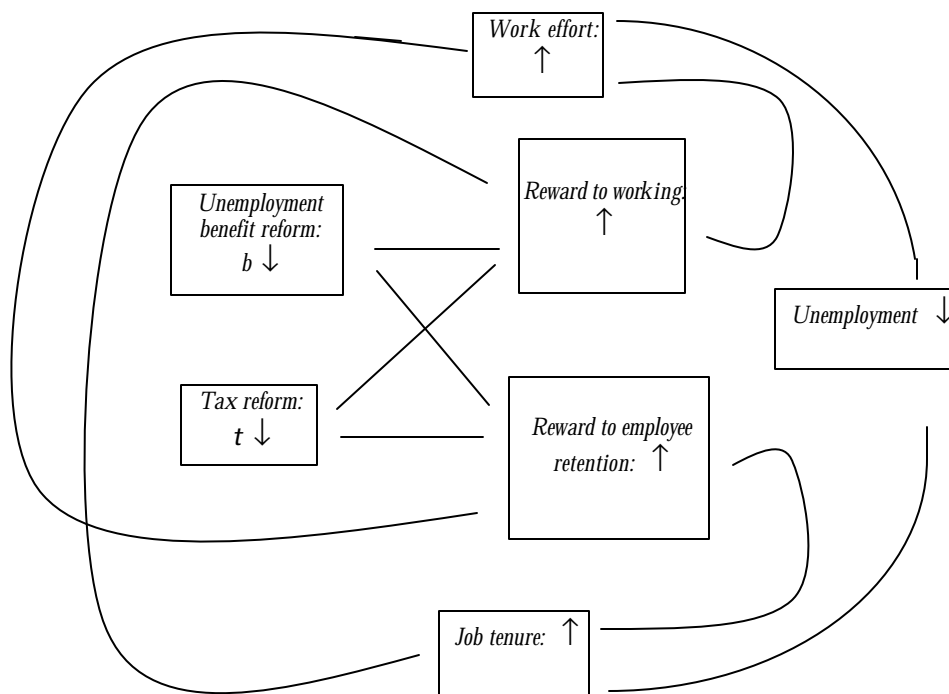 Work effort:
↑
Reward to working:
↑
Unemployment
benefit reform:
b ↓
Unemployment ↓
Tax reform:
t ↓
Reward to employee
retention: ↑
Job tenure: ↑